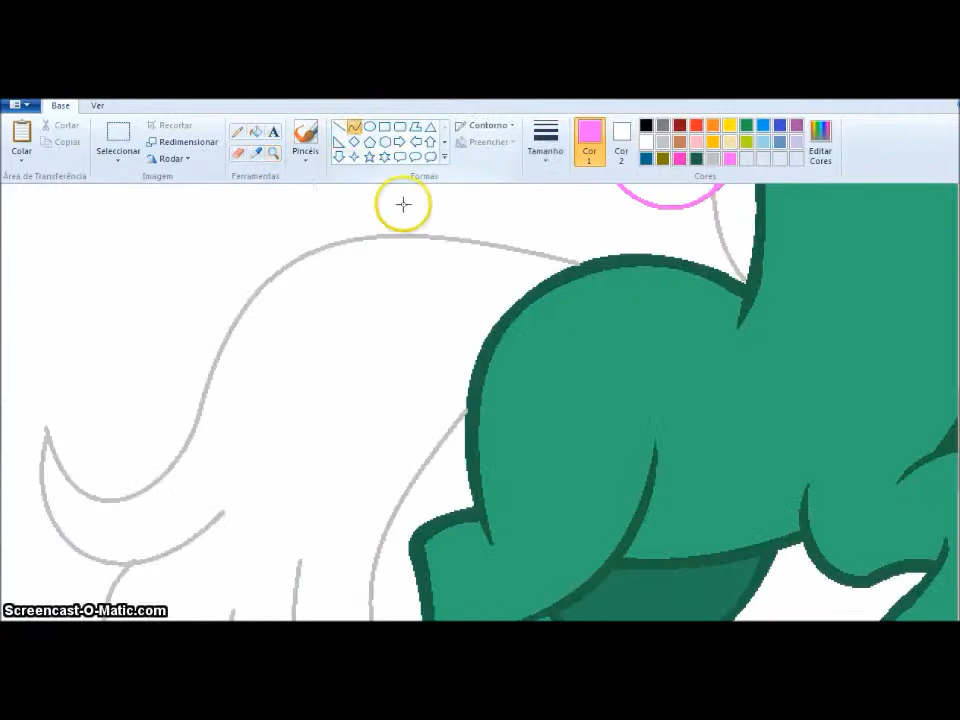 Base Ver
Cortar Recortar Contorno
Copiar Redimensionar Preencher
Colar Seleccionar Rodar Pincéis Tamanho Cor 1 Cor 2 Editar Cores
Área de Transferência Imagem Ferramentas Formas Cores
Screencast-O-Matic.com